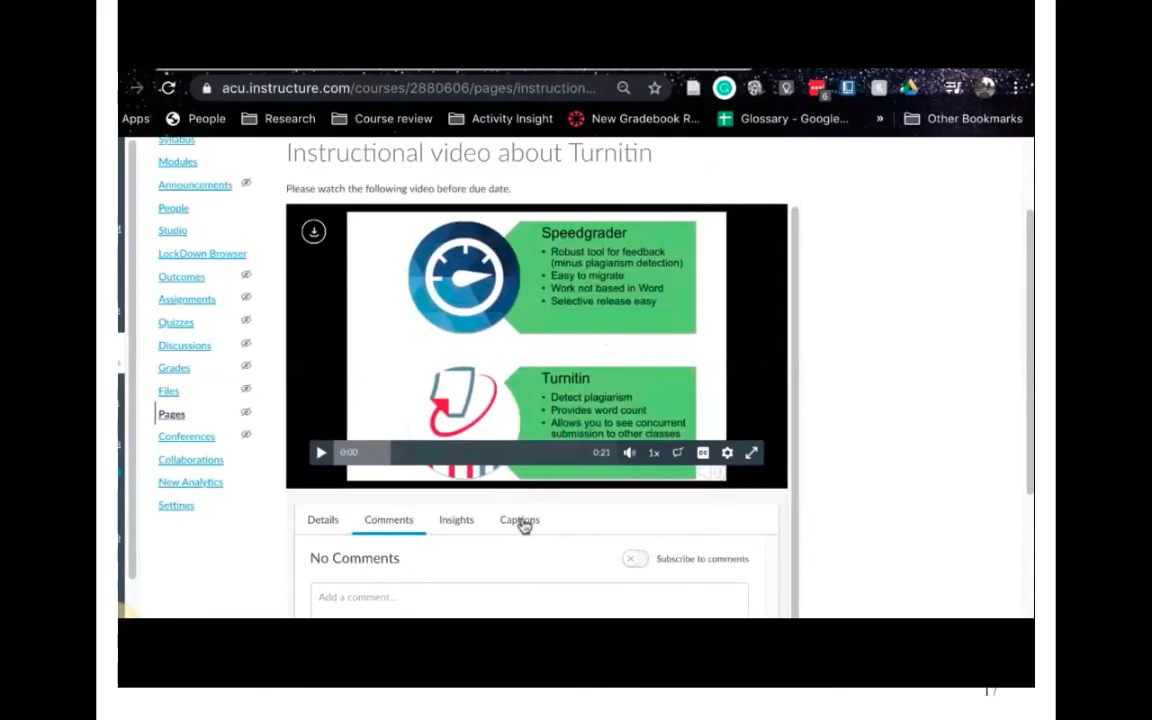 acu.instructure.com/courses/2880606/pages/instruction...
6
Apps
People
Research
Course review
Activity Insight
New Gradebook R...
Glossary - Google...
»
Other Bookmarks
Syllabus
Modules
Announcements
People
Studio
LockDown Browser
Outcomes
Assignments
Quizzes
Discussions
Grades
Files
Pages
Conferences
Collaborations
New Analytics
Settings
Instructional video about Turnitin
Please watch the following video before due date.
Speedgrader
• Robust tool for feedback
(minus plagiarism detection)
• Easy to migrate
• Work not based in Word
• Selective release easy
Turnitin
• Detect plagiarism
• Provides word count
• Allows you to see concurrent
submission to other classes
0:00
0:21
1x
CC
Details
Comments
Insights
Captions
No Comments
Subscribe to comments
Add a comment...
17